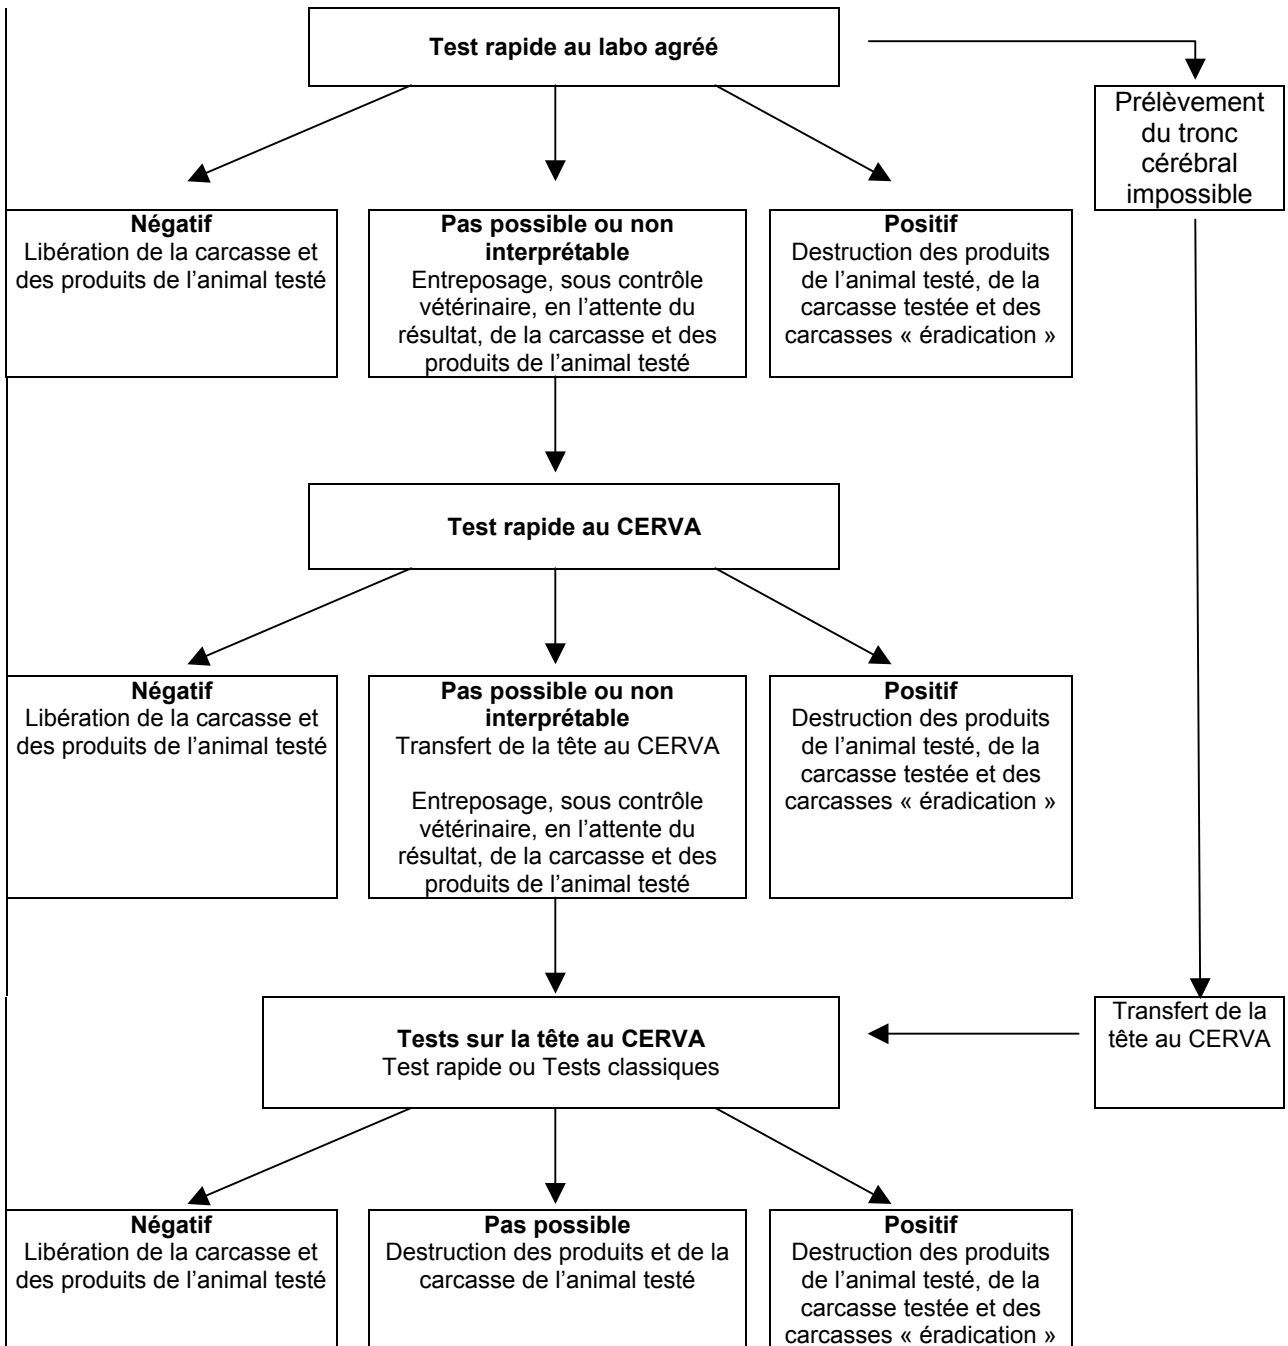 Test rapide au labo agréé
Prélèvement
du tronc
cérébral
impossible
Négatif
Libération de la carcasse et
des produits de l’animal testé
Pas possible ou non
interprétable
Entreposage, sous contrôle
vétérinaire, en l’attente du
résultat, de la carcasse et des
produits de l’animal testé
Positif
Destruction des produits
de l’animal testé, de la
carcasse testée et des
carcasses « éradication »
Test rapide au CERVA
Négatif
Libération de la carcasse et
des produits de l’animal testé
Pas possible ou non
interprétable
Transfert de la tête au CERVA
Entreposage, sous contrôle
vétérinaire, en l’attente du
résultat, de la carcasse et des
produits de l’animal testé
Positif
Destruction des produits
de l’animal testé, de la
carcasse testée et des
carcasses « éradication »
Tests sur la tête au CERVA
Test rapide ou Tests classiques
Transfert de la
tête au CERVA
Négatif
Libération de la carcasse et
des produits de l’animal testé
Pas possible
Destruction des produits et de la
carcasse de l’animal testé
Positif
Destruction des produits
de l’animal testé, de la
carcasse testée et des
carcasses « éradication »